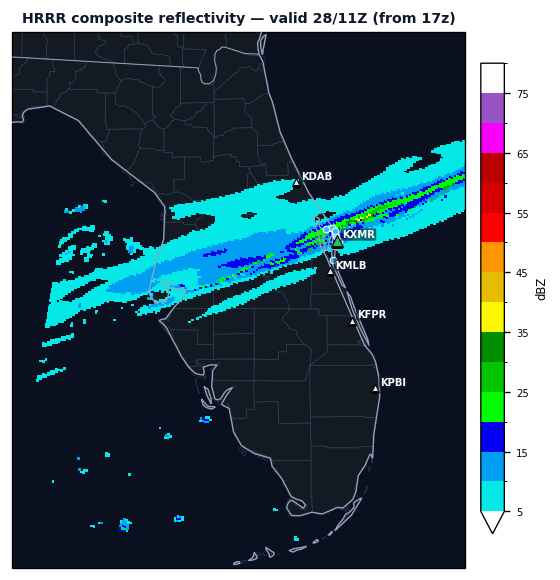 HRRR composite reflectivity — valid 28/11Z (from 17z)
KDAB
KXMR
KMLB
KFPR
KPBI
75
65
55
45
35
25
15
5
dBZ